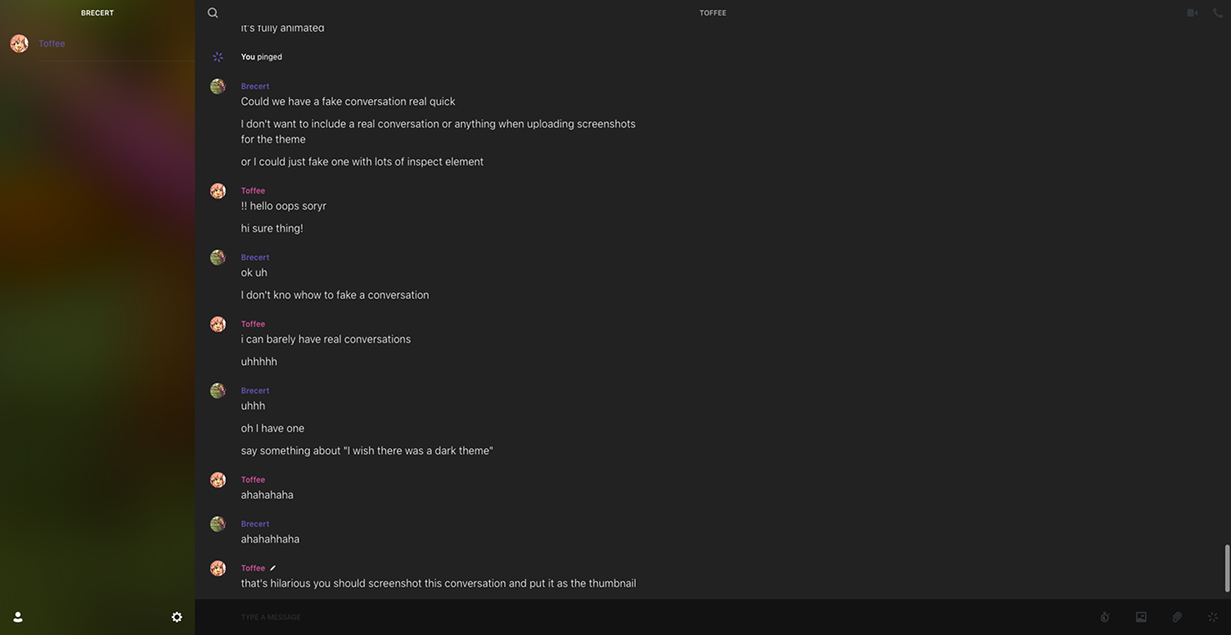 BRECERT
TOFFEE
Toffee
it's fully animated
You pinged
Brecert
Could we have a fake conversation real quick
I don't want to include a real conversation or anything when uploading screenshots
for the theme
or I could just fake one with lots of inspect element
Toffee
!! hello oops soryr
hi sure thing!
Brecert
ok uh
I don't kno whow to fake a conversation
Toffee
i can barely have real conversations
uhhhhh
Brecert
uhhh
oh I have one
say something about "I wish there was a dark theme"
Toffee
ahahahaha
Brecert
ahahahhaha
Toffee
that's hilarious you should screenshot this conversation and put it as the thumbnail
TYPE A MESSAGE